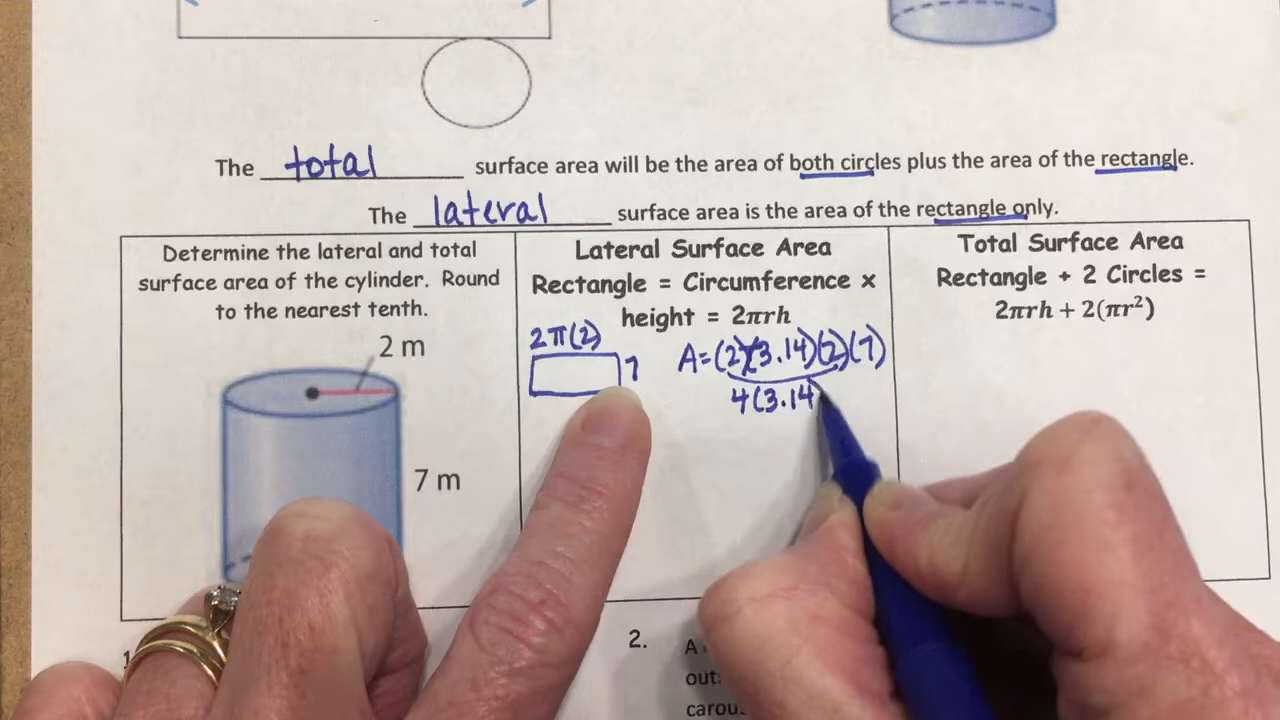 The total surface area will be the area of both circles plus the area of the rectangle.
The lateral surface area is the area of the rectangle only.
Determine the lateral and total
surface area of the cylinder. Round
to the nearest tenth.
2 m
7 m
Lateral Surface Area
Rectangle = Circumference x
height = 2πrh
2π(2)
7
A=(2)(3.14)(2)(7)
4(3.14
Total Surface Area
Rectangle + 2 Circles =
2πrh + 2(πr²)
1
2.
A
out